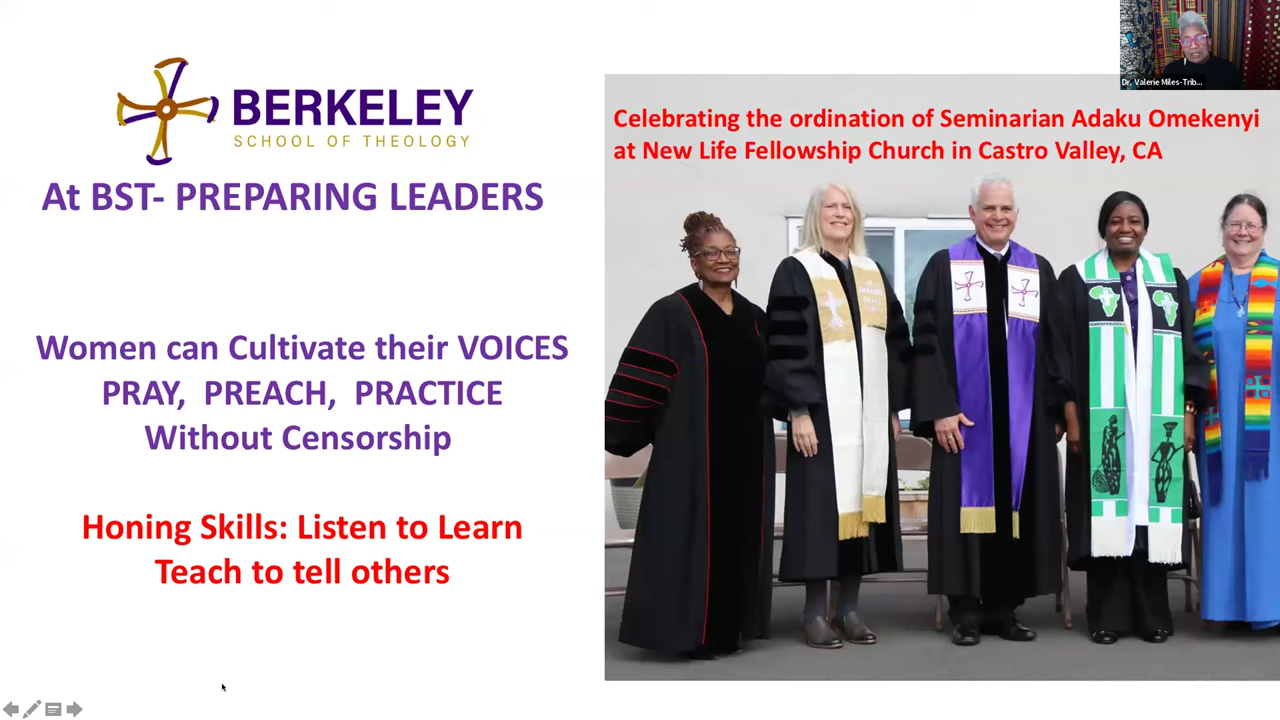 BERKELEY
SCHOOL OF THEOLOGY
At BST- PREPARING LEADERS
Women can Cultivate their VOICES
PRAY, PREACH, PRACTICE
Without Censorship
Honing Skills: Listen to Learn
Teach to tell others
Dr. Valerie Miles-Trib...
Celebrating the ordination of Seminarian Adaku Omekenyi
at New Life Fellowship Church in Castro Valley, CA